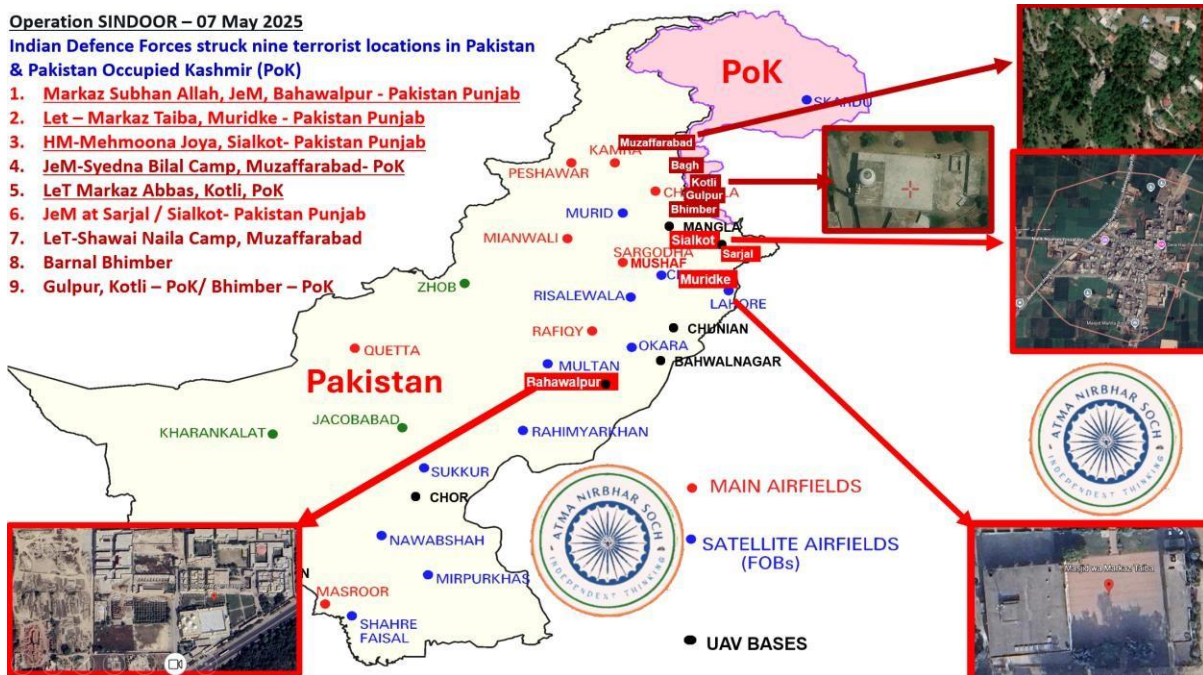 Operation SINDOOR – 07 May 2025
Indian Defence Forces struck nine terrorist locations in Pakistan
& Pakistan Occupied Kashmir (PoK)
1. Markaz Subhan Allah, JeM, Bahawalpur - Pakistan Punjab
2. Let – Markaz Taiba, Muridke - Pakistan Punjab
3. HM-Mehmoona Joya, Sialkot- Pakistan Punjab
4. JeM-Syedna Bilal Camp, Muzaffarabad- PoK
5. LeT Markaz Abbas, Kotli, PoK
6. JeM at Sarjal / Sialkot- Pakistan Punjab
7. LeT-Shawai Naila Camp, Muzaffarabad
8. Barnal Bhimber
9. Gulpur, Kotli – PoK/ Bhimber – PoK
PoK
SKARDU
Muzaffarabad
KAMRA
PESHAWAR
Bagh
Kotli
Gulpur
Bhimber
MURID
MANGLA
MIANWALI
Sialkot
Sarjal
SARGODHA
MUSHAF
Muridke
ZHOB
RISALEWALA
LAHORE
RAFIQY
CHUNIAN
QUETTA
OKARA
BAHWALNAGAR
MULTAN
Pakistan
Bahawalpur
JACOBABAD
KHARANKALAT
RAHIMYARKHAN
SUKKUR
CHOR
NAWABSHAH
MIRPURKHAS
MASROOR
SHAHRE
FAISAL
ATMA NIRBHAR SOCH
INDEPENDENT THINKING
ATMA NIRBHAR SOCH
INDEPENDENT THINKING
MAIN AIRFIELDS
SATELLITE AIRFIELDS
(FOBs)
UAV BASES
Masjid wa Markaz Taiba